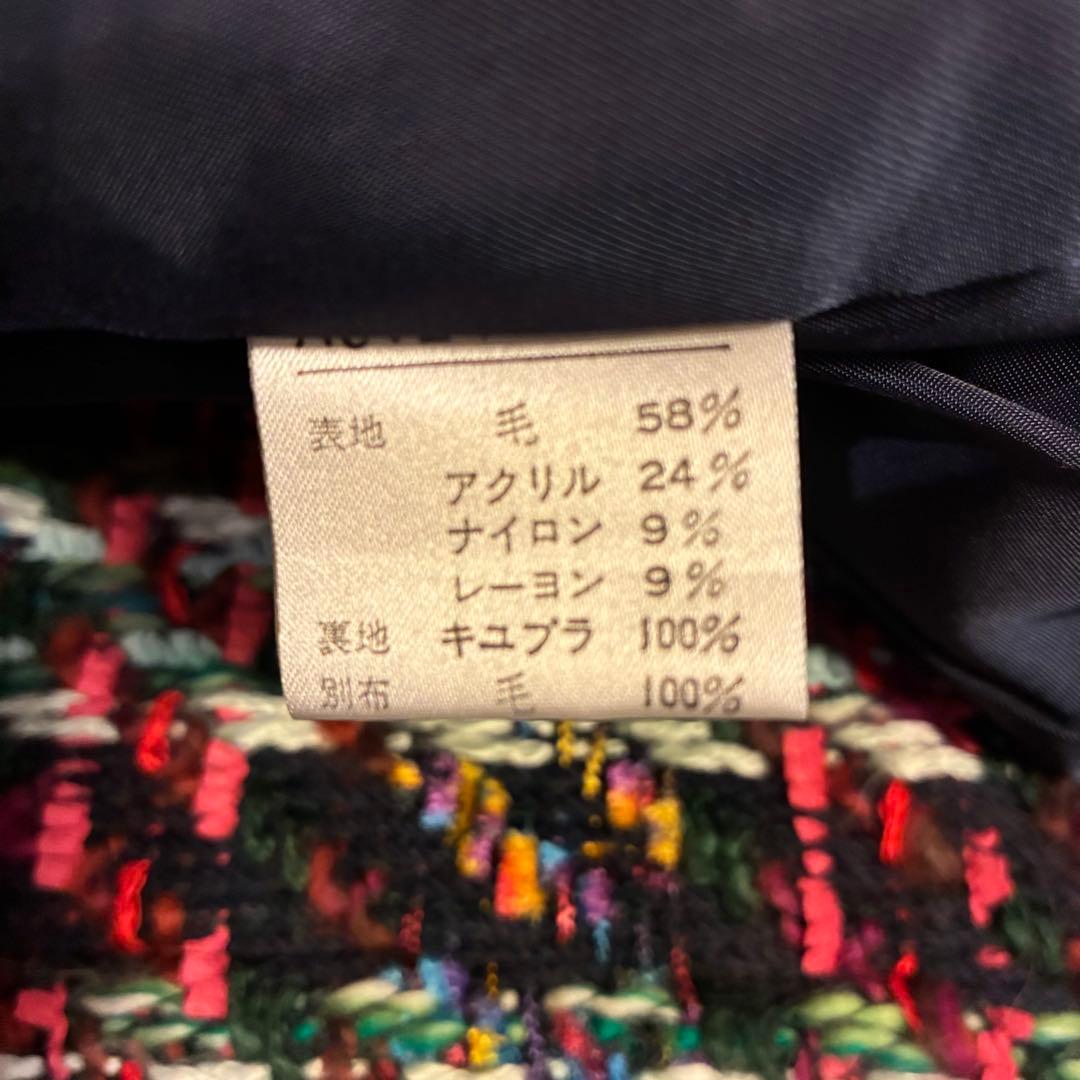 表地 毛 58%
アクリル 24%
ナイロン 9%
レーヨン 9%
裏地 キユプラ 100%
別布 毛 100%